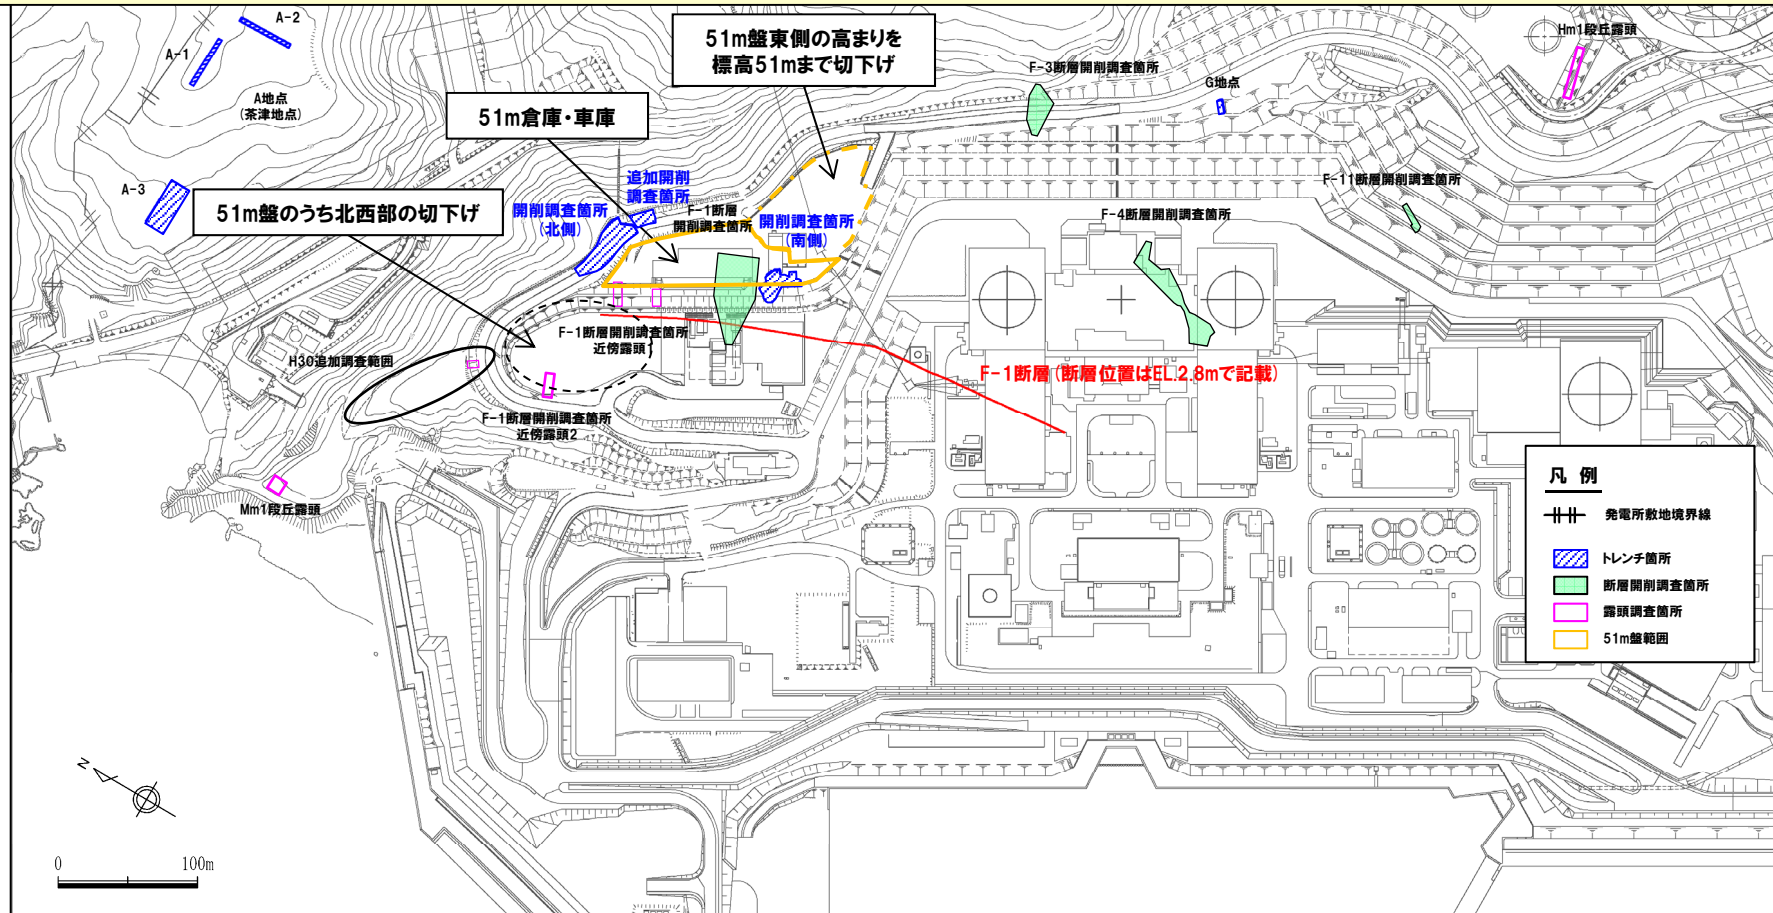 A-2
A-1
A地点
(茶津地点)
A-3
51m盤東側の高まりを
標高51mまで切下げ
51m倉庫・車庫
51m盤のうち北西部の切下げ
追加開削
調査箇所
開削調査箇所
(北側)
F-1断層
開削調査箇所
開削調査箇所
(南側)
F-3断層開削調査箇所
G地点
Hm1段丘露頭
F-11断層開削調査箇所
F-4断層開削調査箇所
F-1断層開削調査箇所
近傍露頭1
H30追加調査範囲
F-1断層(断層位置はEL.2.8mで記載)
F-1断層開削調査箇所
近傍露頭2
Mm1段丘露頭
凡 例
発電所敷地境界線
トレンチ箇所
断層開削調査箇所
露頭調査箇所
51m盤範囲
N
0 100m